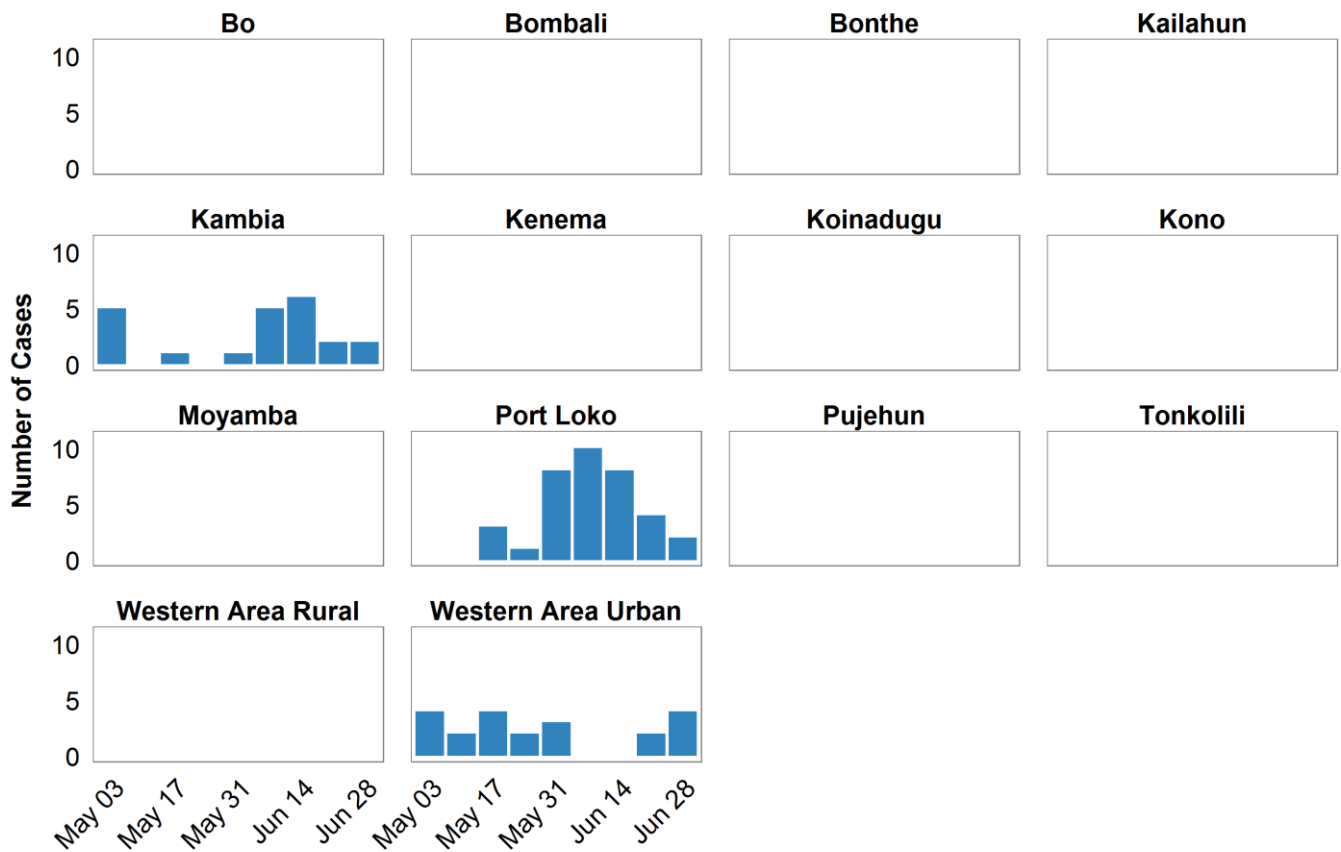 Number of Cases
Bo
Bombali
Bonthe
Kailahun
10
5
0
Kambia
Kenema
Koinadugu
Kono
10
5
0
Moyamba
Port Loko
Pujehun
Tonkolili
10
5
0
Western Area Rural
Western Area Urban
10
5
0
May 03
May 17
May 31
Jun 14
Jun 28
May 03
May 17
May 31
Jun 14
Jun 28